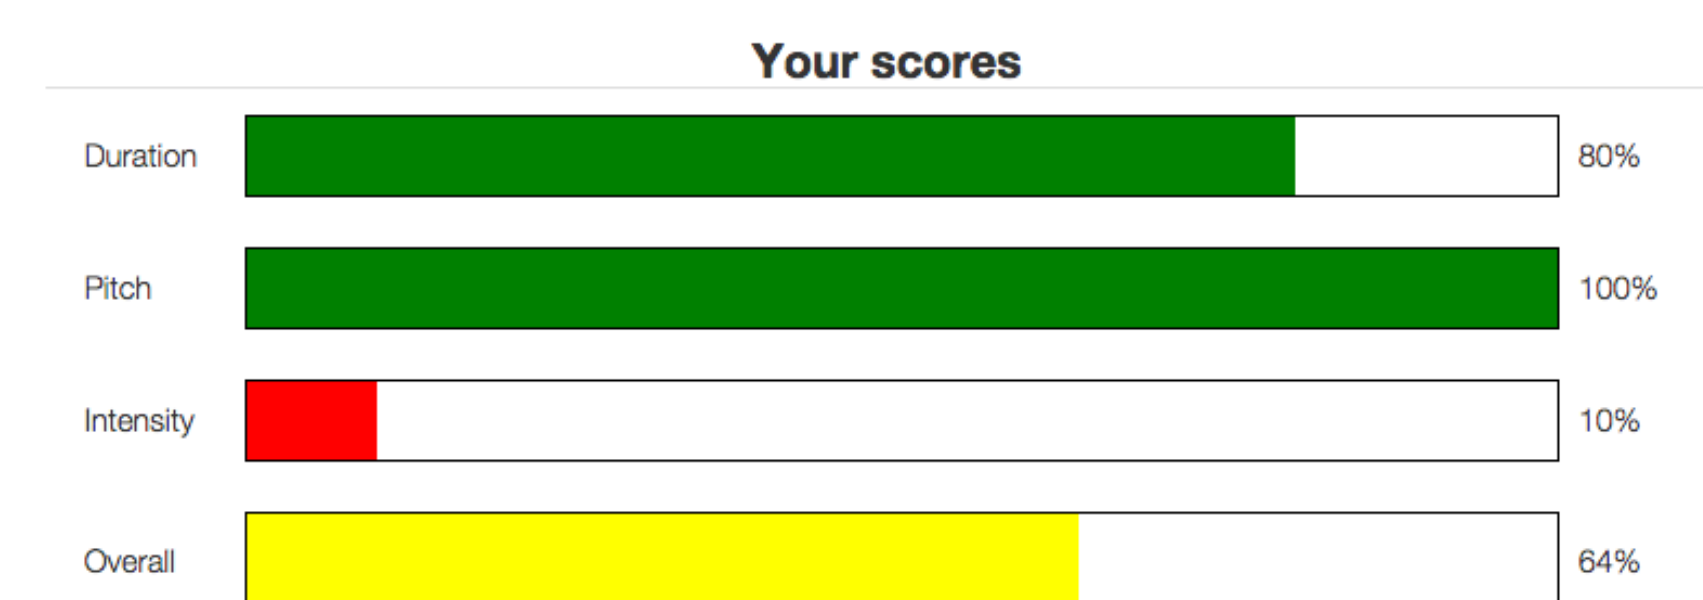 Your scores
Duration 80%
Pitch 100%
Intensity 10%
Overall 64%